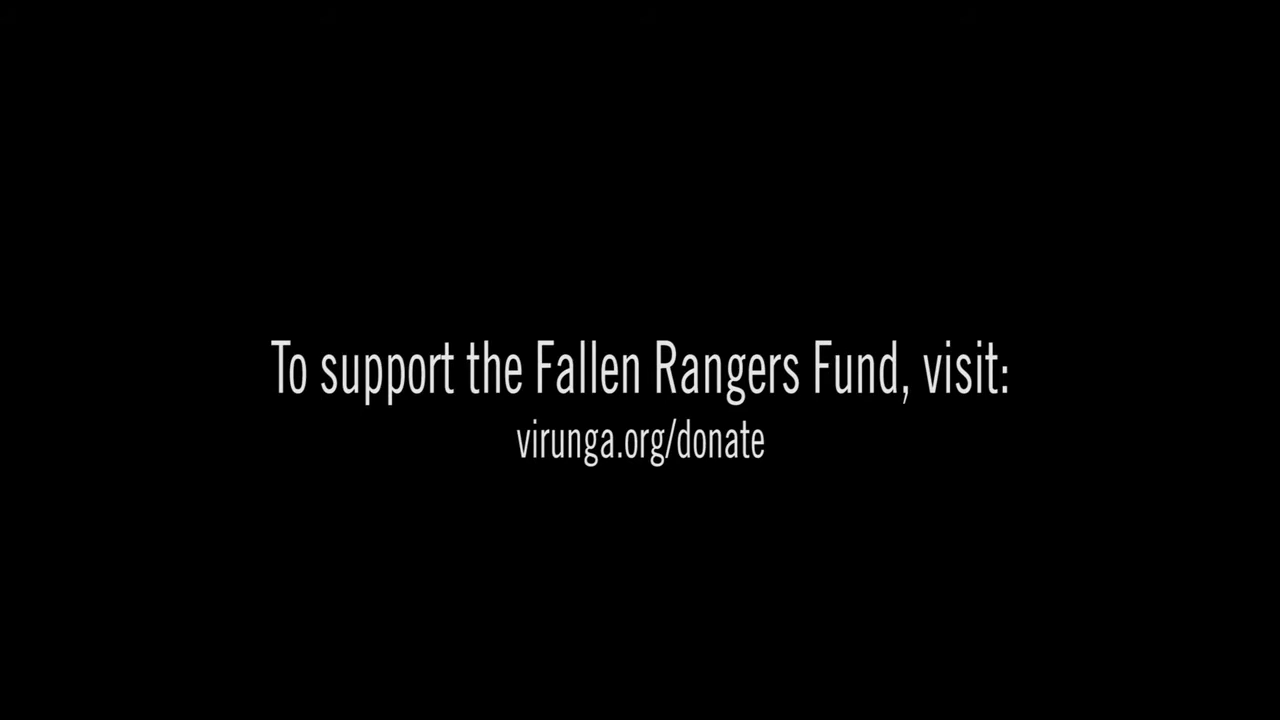 To support the Fallen Rangers Fund, visit:
virunga.org/donate